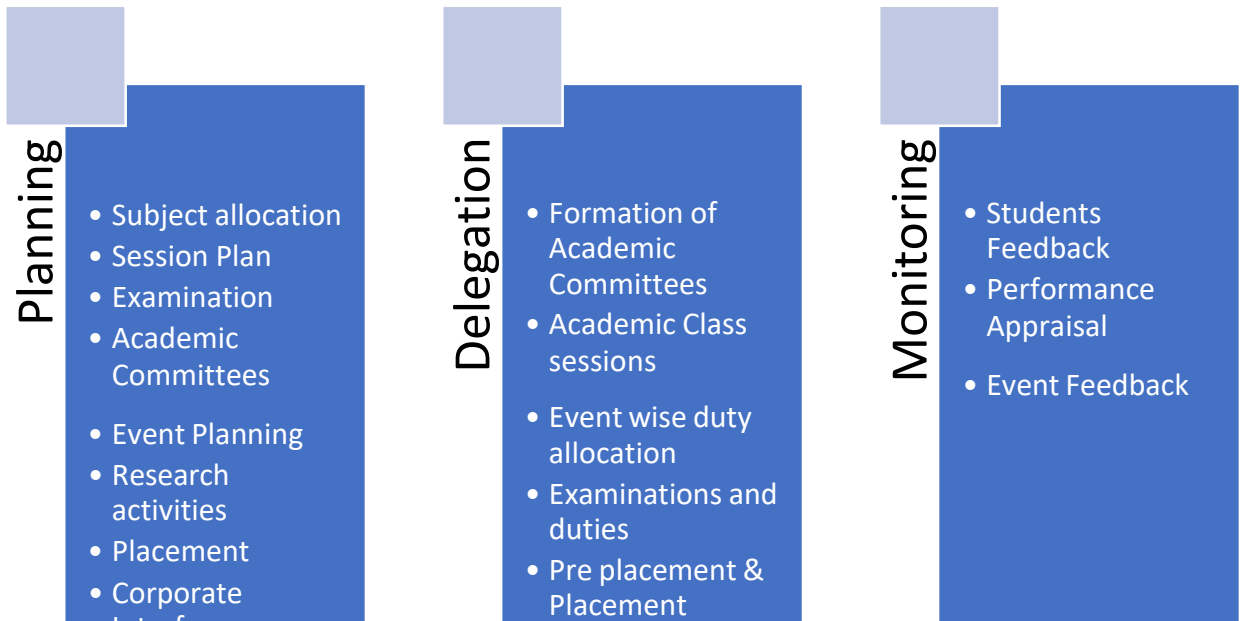 Planning
• Subject allocation
• Session Plan
• Examination
• Academic
Committees
• Event Planning
• Research
activities
• Placement
• Corporate
Delegation
• Formation of
Academic
Committees
• Academic Class
sessions
• Event wise duty
allocation
• Examinations and
duties
• Pre placement &
Placement
Monitoring
• Students
Feedback
• Performance
Appraisal
• Event Feedback